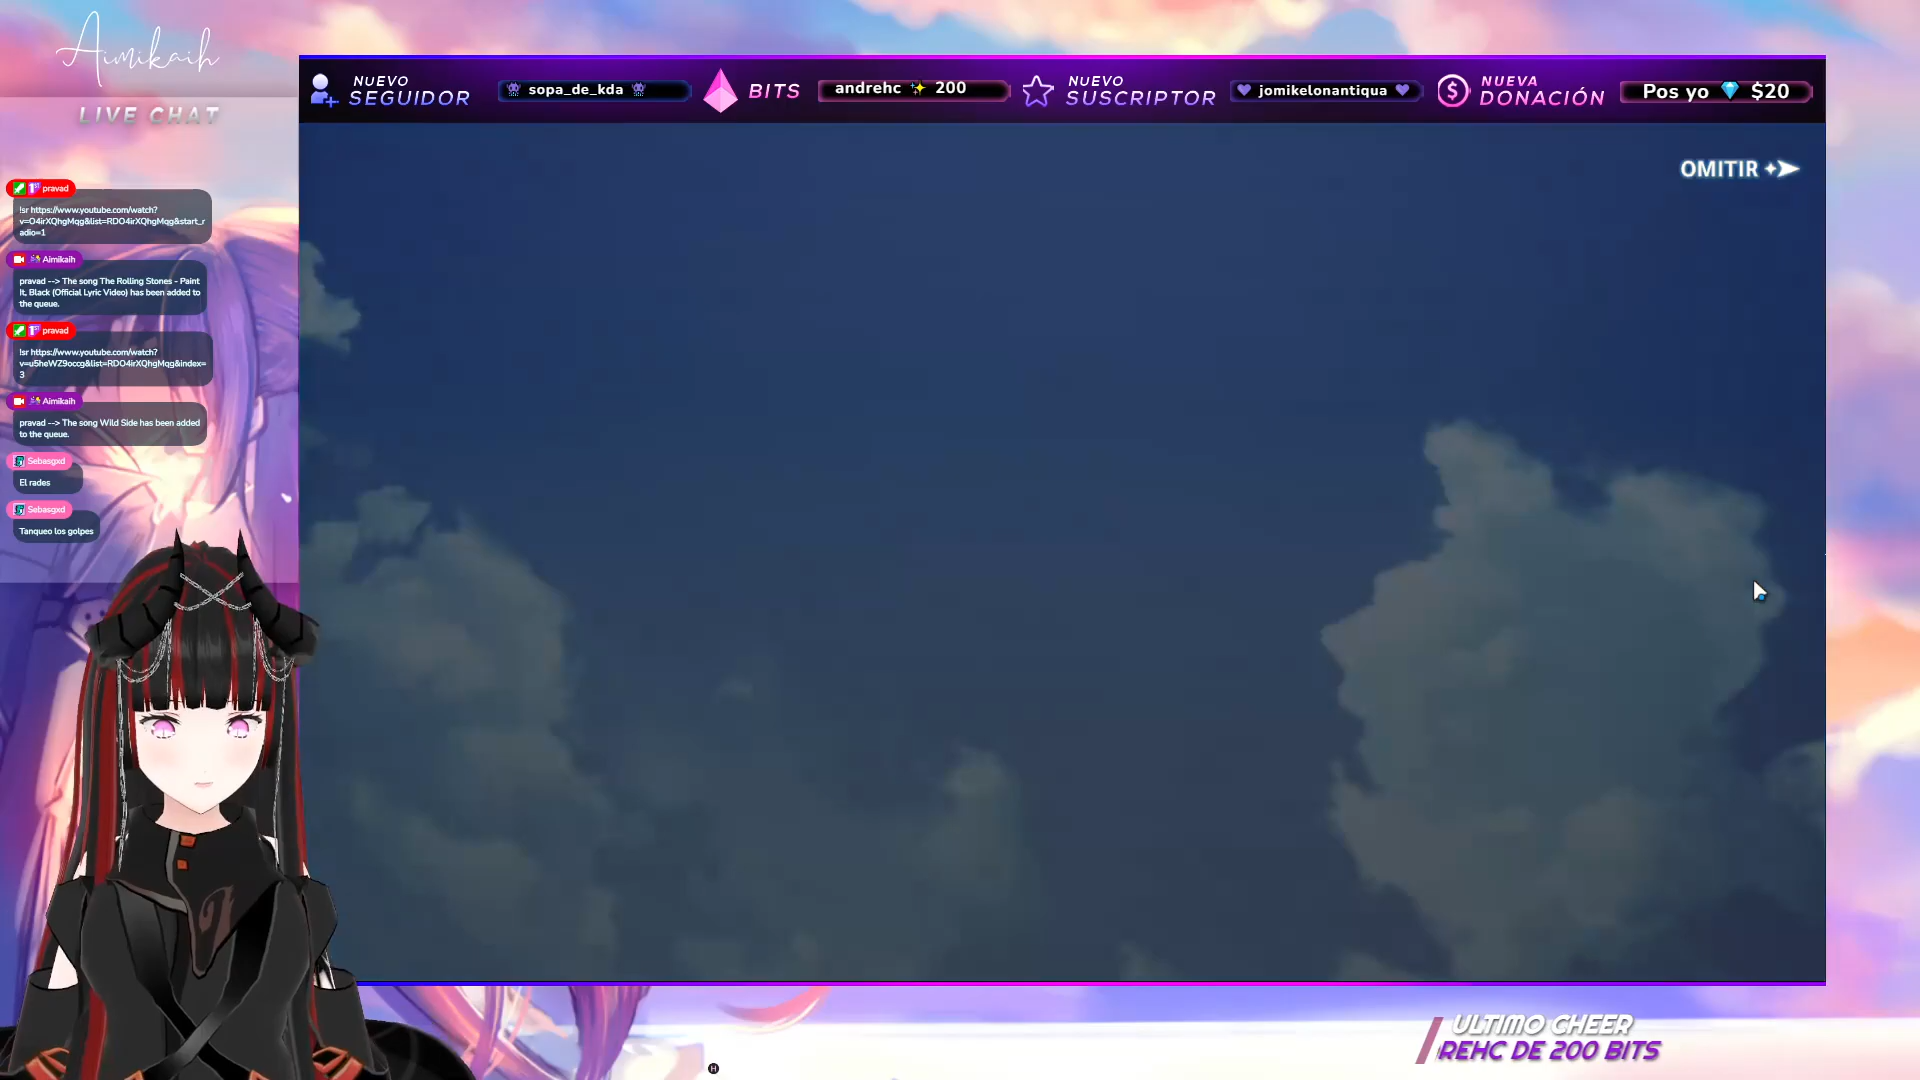 Aimikaih
LIVE CHAT
NUEVO
SEGUIDOR
sopa_de_kda
BITS
andrehc 200
NUEVO
SUSCRIPTOR
jomikelonantiqua
NUEVA
DONACIÓN
Pos yo $20
OMITIR
pravad
!sr https://www.youtube.com/watch?
v=O4irXQhgMqg&list=RDO4irXQhgMqg&start_r
adio=1
Aimikaih
pravad --> The song The Rolling Stones - Paint
It, Black (Official Lyric Video) has been added to
the queue.
pravad
!sr https://www.youtube.com/watch?
v=u5heWZ9occg&list=RDO4irXQhgMqg&index=
3
Aimikaih
pravad --> The song Wild Side has been added
to the queue.
Sebasgxd
El rades
Sebasgxd
Tanqueo los golpes
ULTIMO CHEER
REHC DE 200 BITS